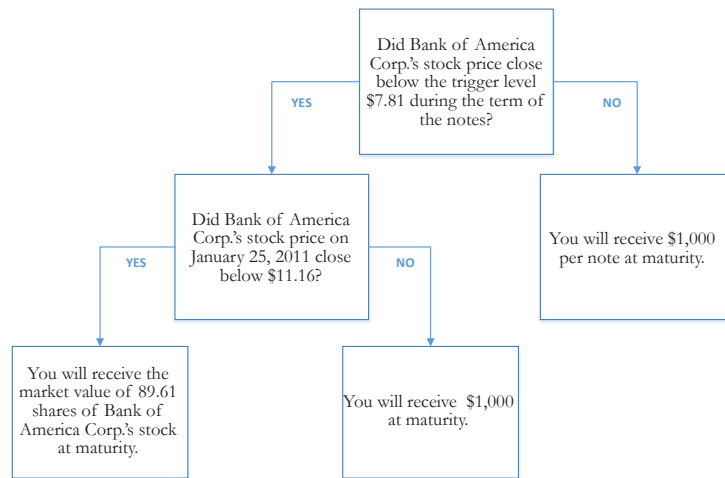 Did Bank of America
Corp.'s stock price close
below the trigger level
$7.81 during the term of
the notes?
YES
NO
Did Bank of America
Corp.'s stock price on
January 25, 2011 close
below $11.16?
You will receive $1,000
per note at maturity.
YES
NO
You will receive the
market value of 89.61
shares of Bank of
America Corp.'s stock
at maturity.
You will receive $1,000
at maturity.